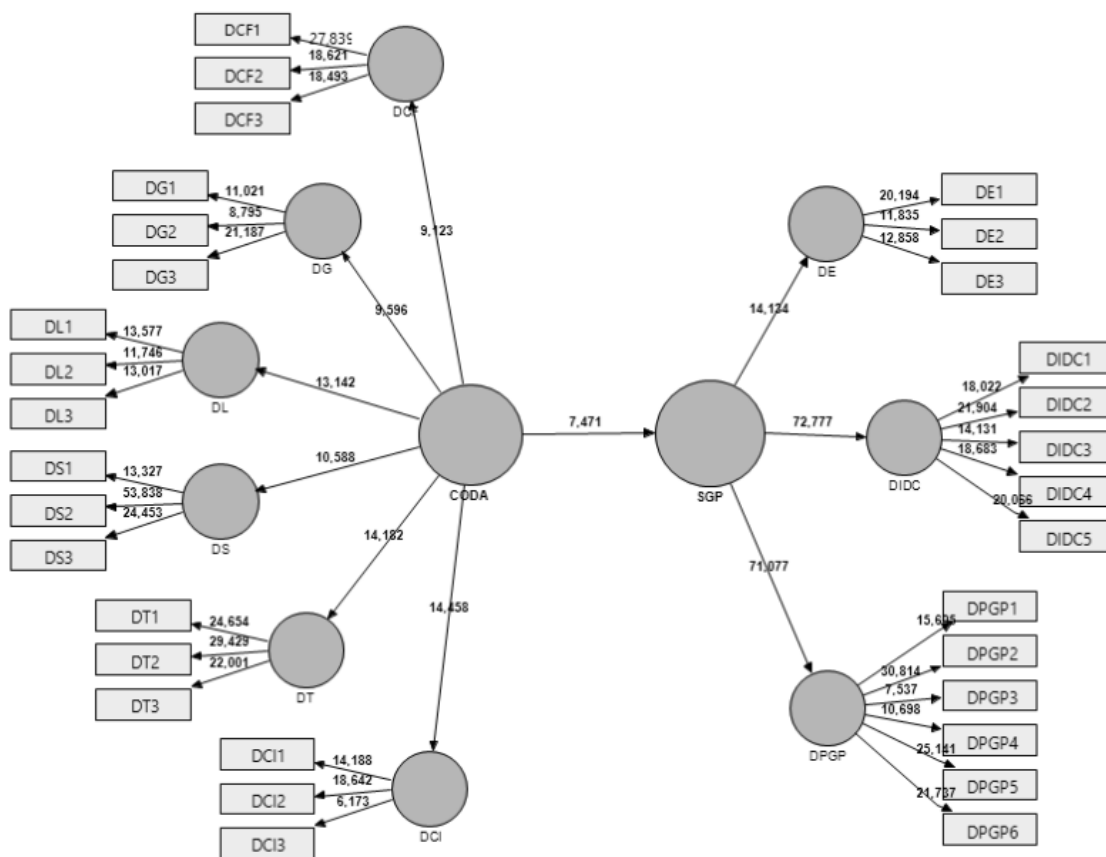 DCF1
27,839
DCF2
18,621
18,493
DCF3
DCF
DG1
11,021
DG2
8,795
21,187
DG3
DG
9,123
9,596
DL1
13,577
DL2
11,746
13,017
DL3
DL
13,142
DS1
13,327
DS2
53,838
24,453
DS3
DS
10,588
CODA
7,471
SGP
14,182
14,458
DT1
24,654
DT2
29,429
22,001
DT3
DT
DCI1
14,188
DCI2
18,642
6,173
DCI3
DCI
DE
20,194
DE1
11,835
DE2
12,858
DE3
14,134
72,777
DIDC
18,022
DIDC1
21,904
DIDC2
14,131
DIDC3
18,683
DIDC4
20,066
DIDC5
71,077
DPGP
DPGP1
30,814
DPGP2
7,537
DPGP3
10,698
DPGP4
25,141
DPGP5
21,737
DPGP6